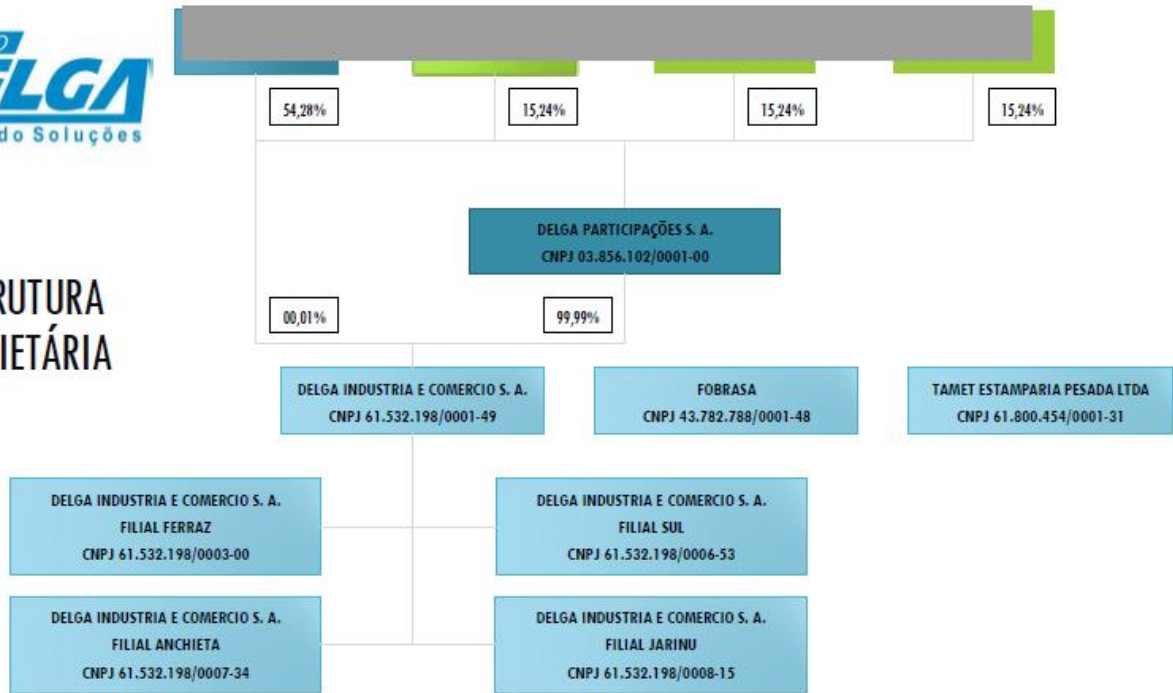 54,28%
15,24%
15,24%
15,24%
do Soluções
DELGA PARTICIPAÇÕES S. A.
CNPJ 03.856.102/0001-00
00,01%
99,99%
DELGA INDUSTRIA E COMERCIO S. A.
CNPJ 61.532.198/0001-49
FOBRASA
CNPJ 43.782.788/0001-48
TAMET ESTAMPARIA PESADA LTDA
CNPJ 61.800.454/0001-31
DELGA INDUSTRIA E COMERCIO S. A.
FILIAL FERRAZ
CNPJ 61.532.198/0003-00
DELGA INDUSTRIA E COMERCIO S. A.
FILIAL SUL
CNPJ 61.532.198/0006-53
DELGA INDUSTRIA E COMERCIO S. A.
FILIAL ANCHIETA
CNPJ 61.532.198/0007-34
DELGA INDUSTRIA E COMERCIO S. A.
FILIAL JARINU
CNPJ 61.532.198/0008-15